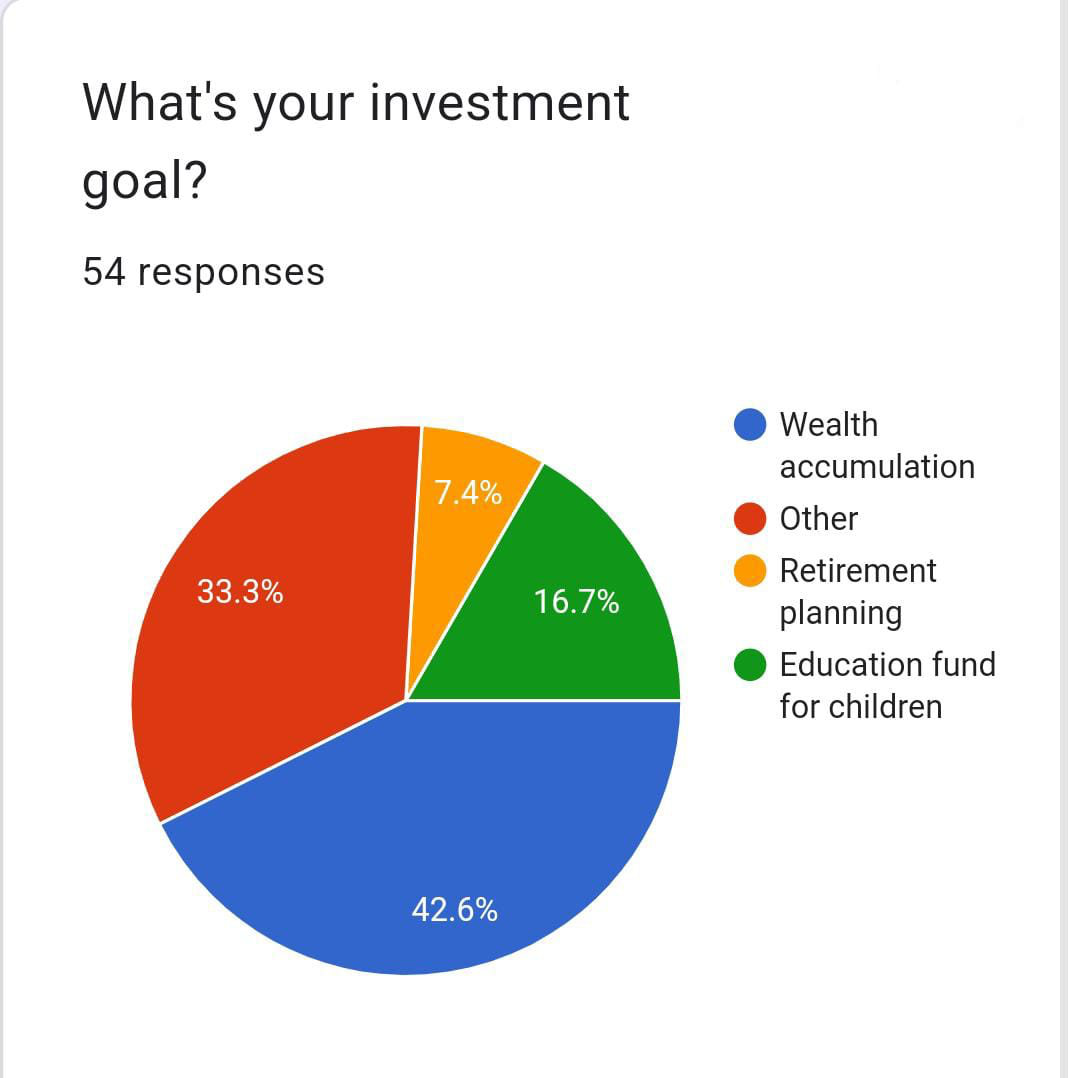 What's your investment
goal?
54 responses
7.4%
33.3%
16.7%
42.6%
Wealth
accumulation
Other
Retirement
planning
Education fund
for children